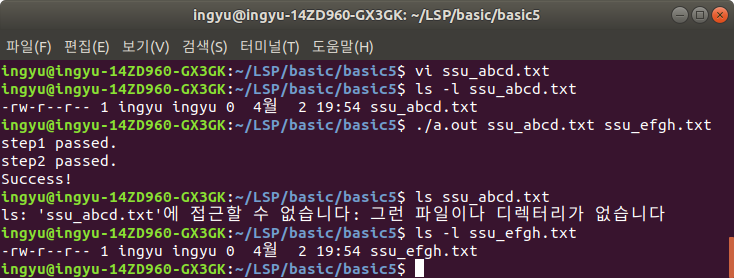 ingyu@ingyu-14ZD960-GX3GK: ~/LSP/basic/basic5
파일(F) 편집(E) 보기(V) 검색(S) 터미널(T) 도움말(H)
ingyu@ingyu-14ZD960-GX3GK:~/LSP/basic/basic5$ vi ssu_abcd.txt
ingyu@ingyu-14ZD960-GX3GK:~/LSP/basic/basic5$ ls -l ssu_abcd.txt
-rw-r--r-- 1 ingyu ingyu 0  4월  2 19:54 ssu_abcd.txt
ingyu@ingyu-14ZD960-GX3GK:~/LSP/basic/basic5$ ./a.out ssu_abcd.txt ssu_efgh.txt
step1 passed.
step2 passed.
Success!
ingyu@ingyu-14ZD960-GX3GK:~/LSP/basic/basic5$ ls ssu_abcd.txt
ls: 'ssu_abcd.txt'에 접근할 수 없습니다: 그런 파일이나 디렉터리가 없습니다
ingyu@ingyu-14ZD960-GX3GK:~/LSP/basic/basic5$ ls -l ssu_efgh.txt
-rw-r--r-- 1 ingyu ingyu 0  4월  2 19:54 ssu_efgh.txt
ingyu@ingyu-14ZD960-GX3GK:~/LSP/basic/basic5$